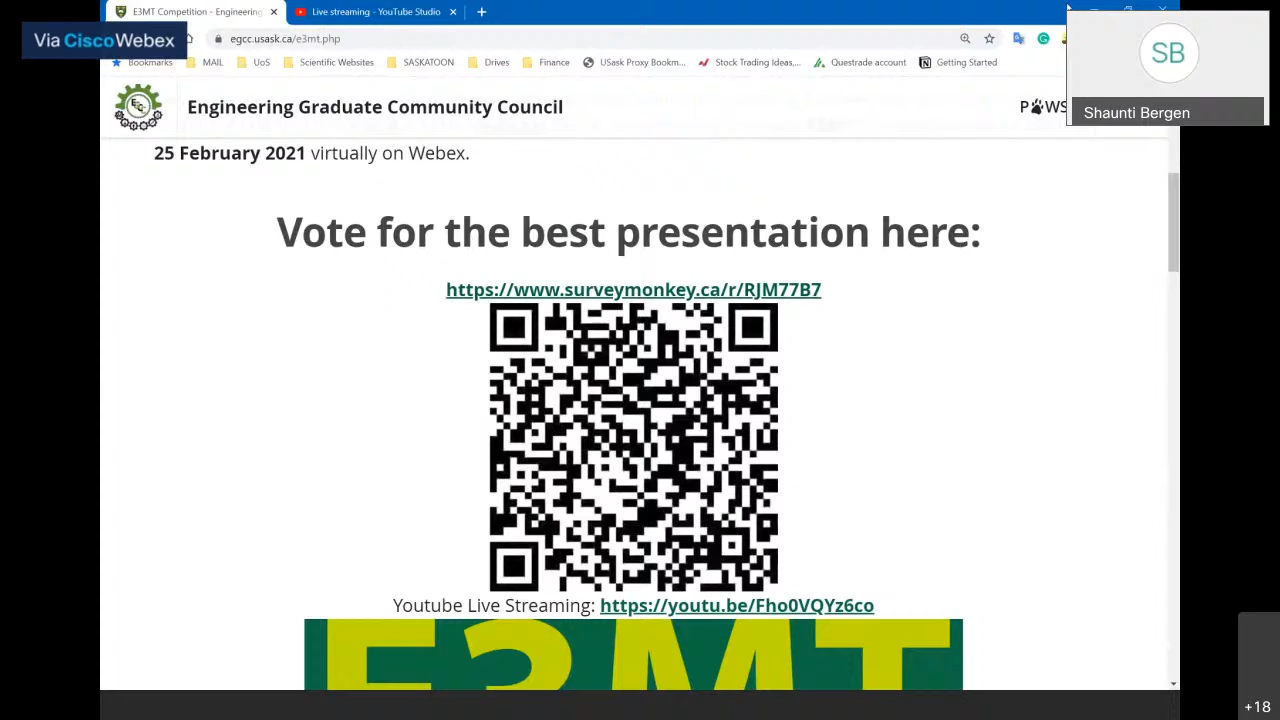 E3MT Competition - Engineering
Live streaming - YouTube Studio
Via CiscoWebex
egcc.usask.ca/e3mt.php
Bookmarks
MAIL
UoS
Scientific Websites
SASKATOON
Drives
Finance
USask Proxy Bookm...
Stock Trading Ideas,...
Questrade account
Getting Started
SB
Shaunti Bergen
Engineering Graduate Community Council
PAWS
25 February 2021 virtually on Webex.
Vote for the best presentation here:
https://www.surveymonkey.ca/r/RJM77B7
Youtube Live Streaming: https://youtu.be/Fho0VQYz6co
E3MT
+18